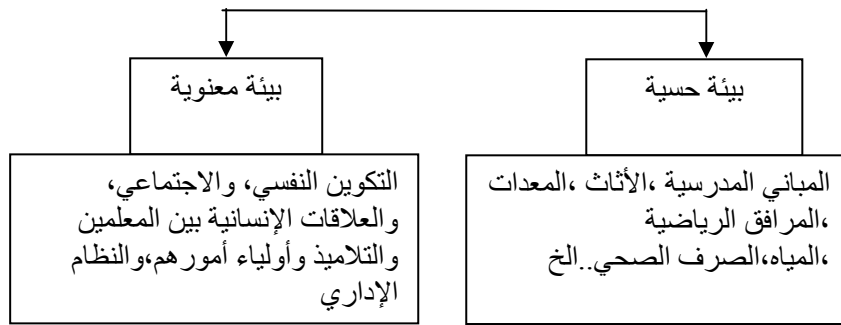 بيئة حسية
المباني المدرسية ،الأثاث ،المعدات
،المرافق الرياضية
،المياه،الصرف الصحي..الخ
بيئة معنوية
التكوين النفسي، والاجتماعي،
والعلاقات الإنسانية بين المعلمين
والتلاميذ وأولياء أمورهم،والنظام
الإداري